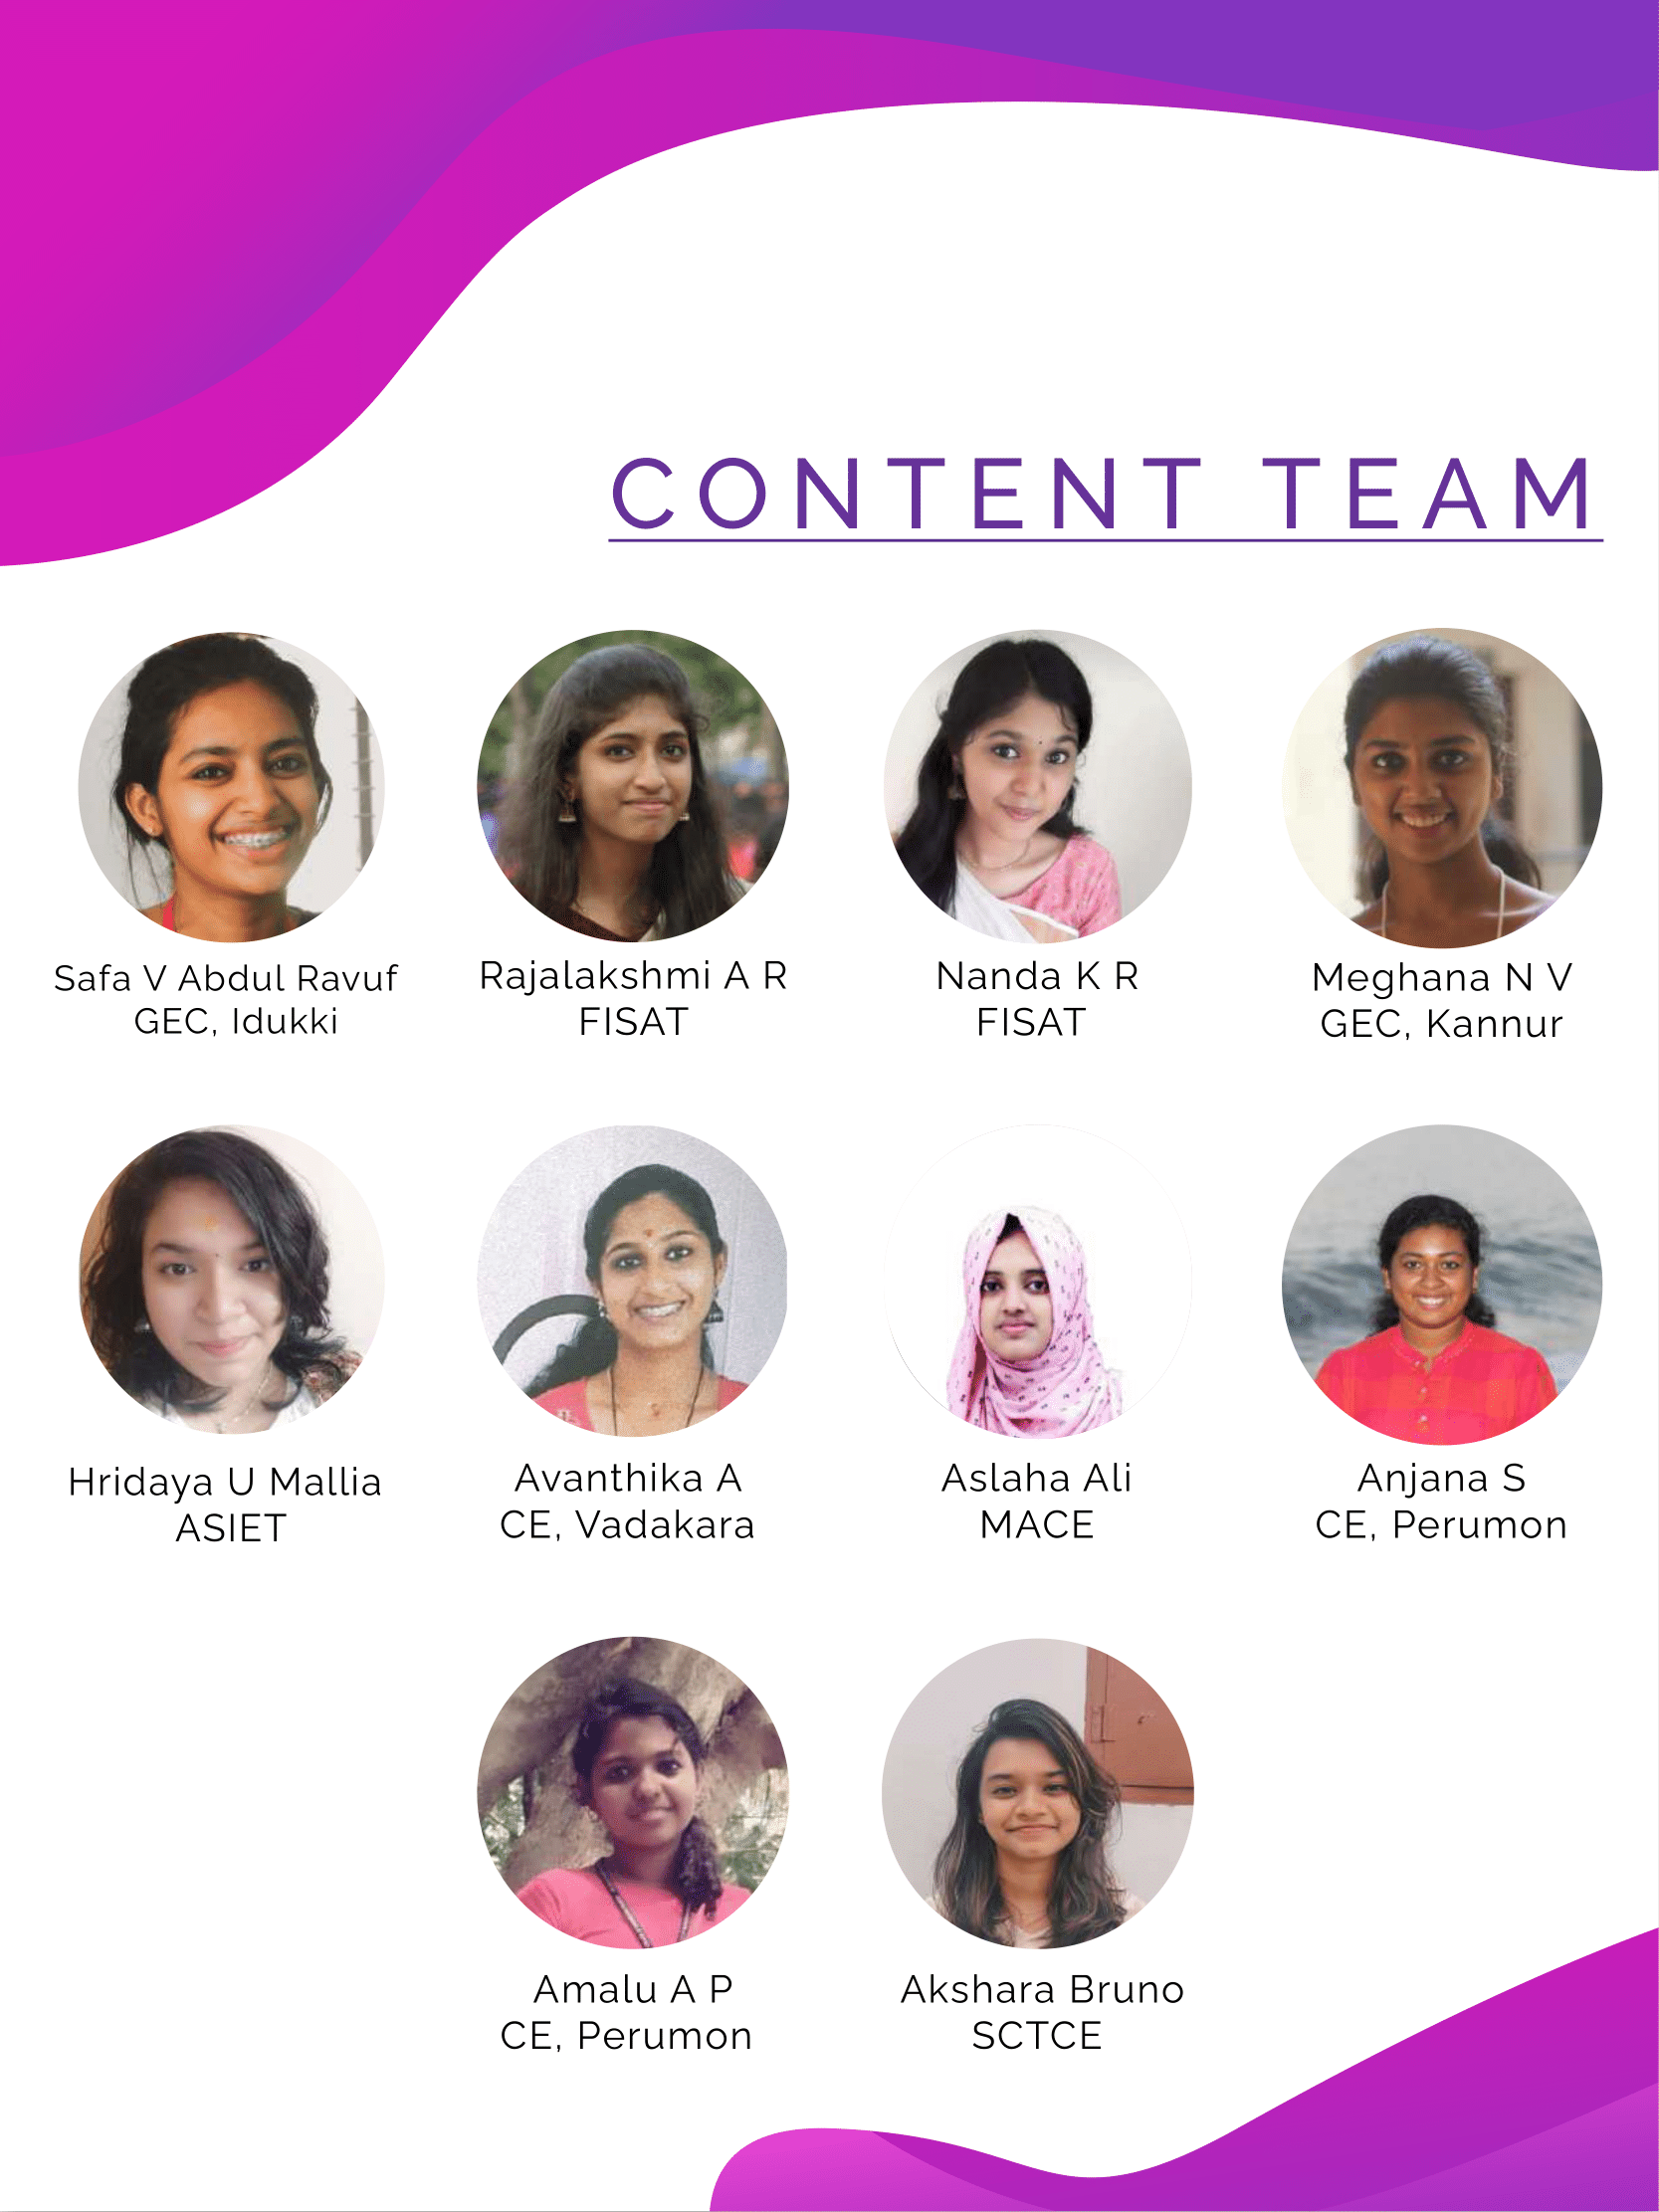 CONTENT TEAM
Safa V Abdul Ravuf
GEC, Idukki
Rajalakshmi A R
FISAT
Nanda K R
FISAT
Meghana N V
GEC, Kannur
Hridaya U Mallia
ASIET
Avanthika A
CE, Vadakara
Aslaha Ali
MACE
Anjana S
CE, Perumon
Amalu A P
CE, Perumon
Akshara Bruno
SCTCE